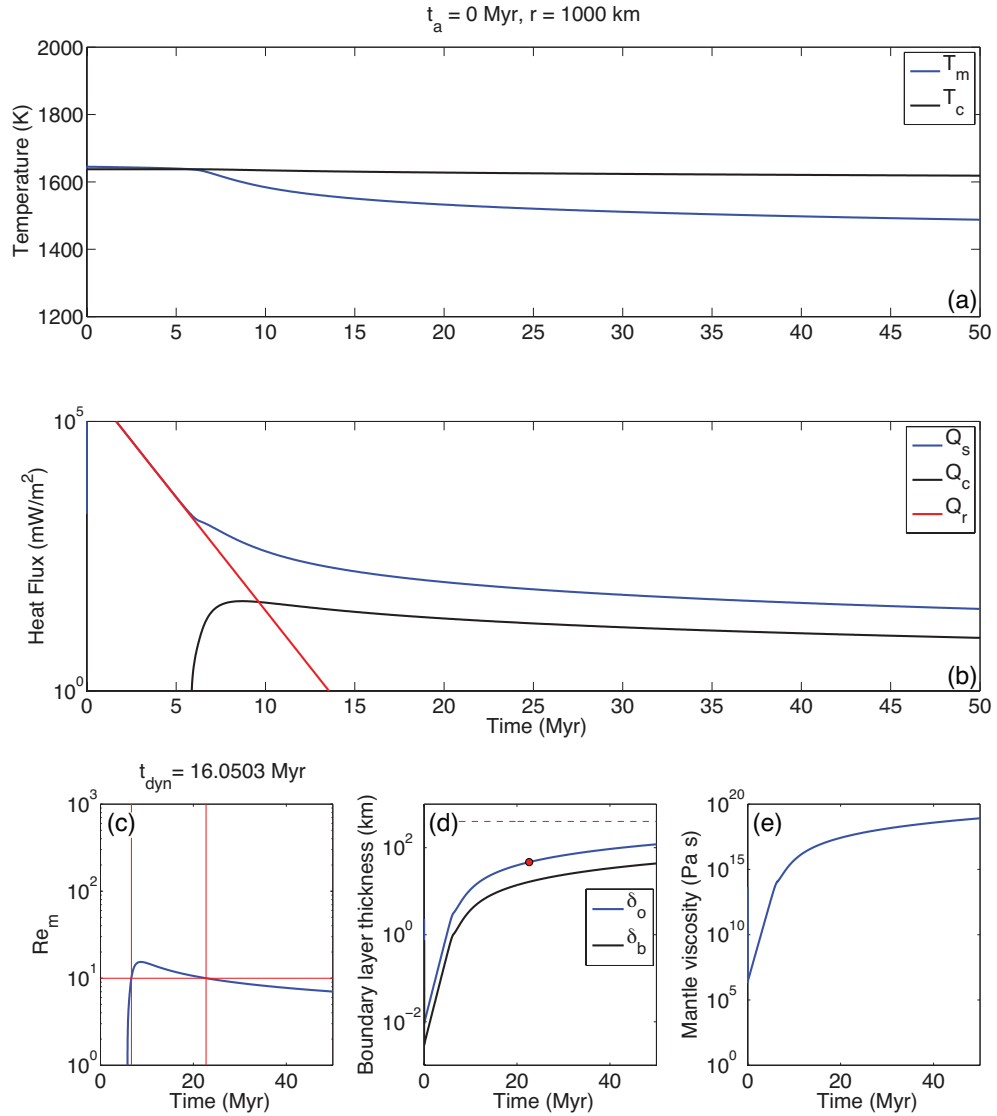 t_a = 0 Myr, r = 1000 km
2000
1800
1600
1400
1200
Temperature (K)
T_m
T_c
(a)
0 5 10 15 20 25 30 35 40 45 50
10^5
10^0
Heat Flux (mW/m^2)
Q_s
Q_c
Q_r
(b)
0 5 10 15 20 25 30 35 40 45 50
Time (Myr)
t_dyn = 16.0503 Myr
(c)
10^3
10^2
10^1
10^0
Re_m
0 20 40
Time (Myr)
(d)
10^2
10^0
10^-2
Boundary layer thickness (km)
δ_o
δ_b
0 20 40
Time (Myr)
(e)
10^20
10^15
10^10
10^5
10^0
Mantle viscosity (Pa s)
0 20 40
Time (Myr)